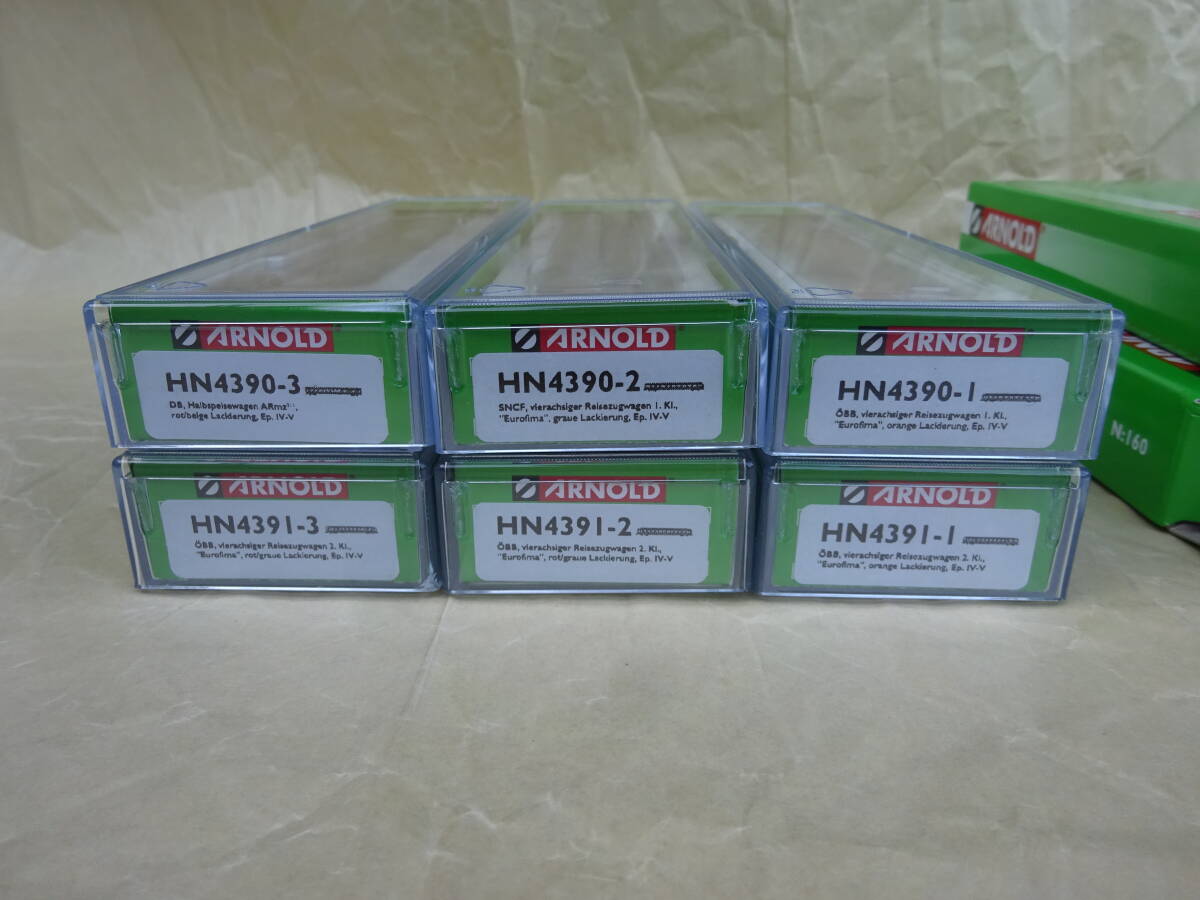 ARNOLD
HN4390-3
DB, Halbspeisewagen ARmz²¹¹,
rot/beige Lackierung, Ep. IV-V
ARNOLD
HN4390-2
SNCF, vierachsiger Reisezugwagen 1. Kl.,
"Eurofima", graue Lackierung, Ep. IV-V
ARNOLD
HN4390-1
ÖBB, vierachsiger Reisezugwagen 1. Kl.,
"Eurofima", orange Lackierung, Ep. IV-V
ARNOLD
HN4391-3
ÖBB, vierachsiger Reisezugwagen 2. Kl.,
"Eurofima", rot/graue Lackierung, Ep. IV-V
ARNOLD
HN4391-2
ÖBB, vierachsiger Reisezugwagen 2. Kl.,
"Eurofima", rot/graue Lackierung, Ep. IV-V
ARNOLD
HN4391-1
ÖBB, vierachsiger Reisezugwagen 2. Kl.,
"Eurofima", orange Lackierung, Ep. IV-V
ARNOLD
N:160